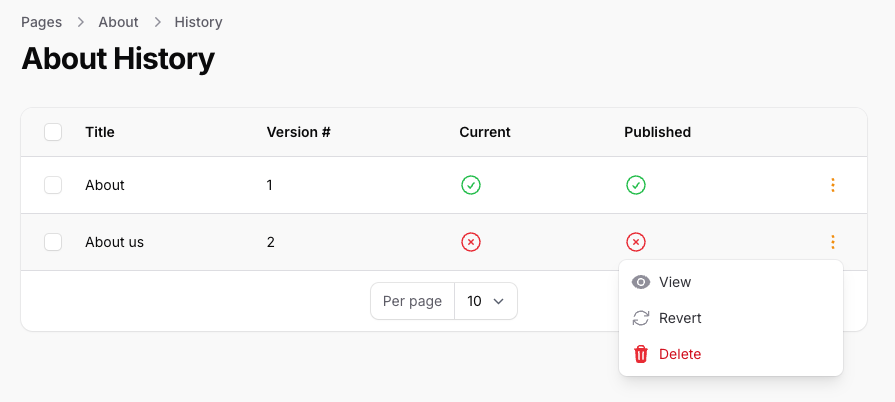 Pages > About > History
About History
Title Version # Current Published
About 1
About us 2
Per page 10
View
Revert
Delete